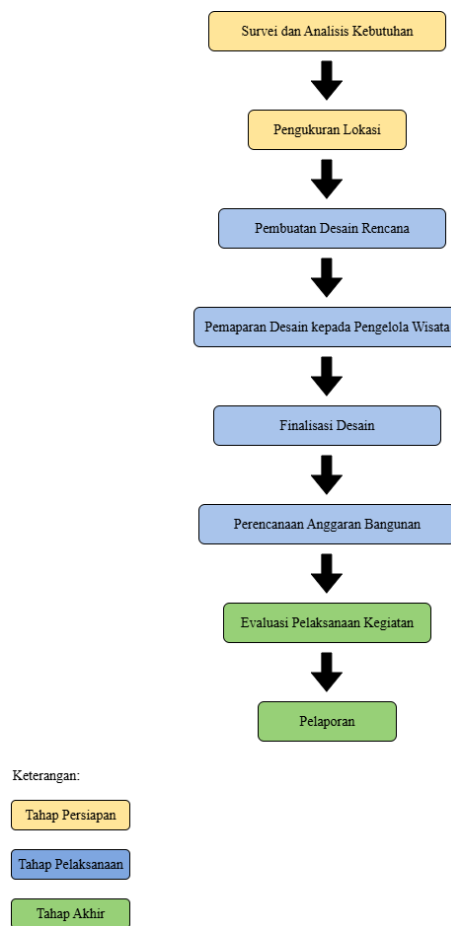 Survei dan Analisis Kebutuhan
Pengukuran Lokasi
Pembuatan Desain Rencana
Pemaparan Desain kepada Pengelola Wisata
Finalisasi Desain
Perencanaan Anggaran Bangunan
Evaluasi Pelaksanaan Kegiatan
Pelaporan
Keterangan:
Tahap Persiapan
Tahap Pelaksanaan
Tahap Akhir